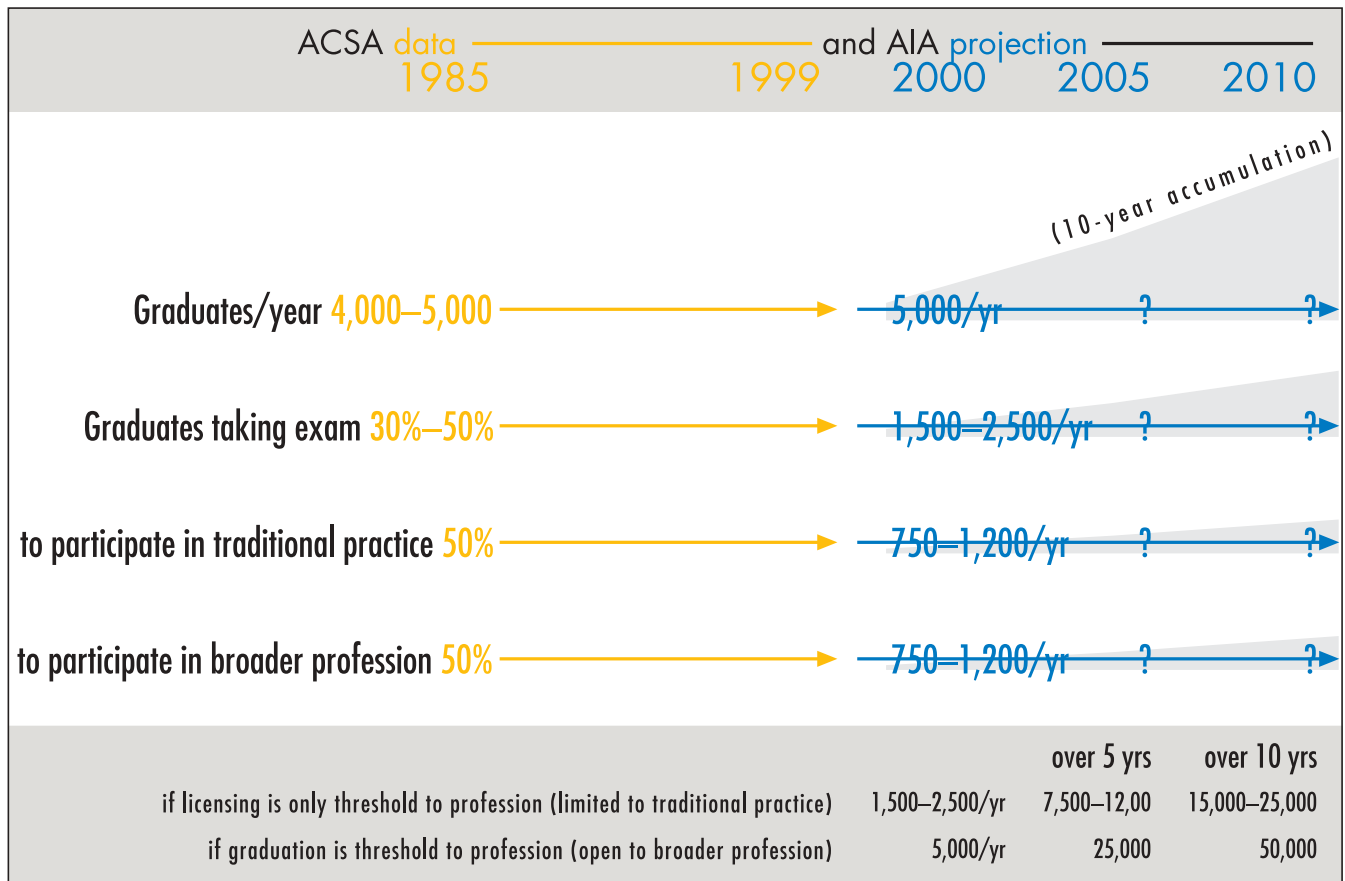 ACSA data and AIA projection
1985 1999 2000 2005 2010
(10-year accumulation)
Graduates/year 4,000–5,000 5,000/yr ? ?
Graduates taking exam 30%–50% 1,500–2,500/yr ? ?
to participate in traditional practice 50% 750–1,200/yr ? ?
to participate in broader profession 50% 750–1,200/yr ? ?
over 5 yrs over 10 yrs
if licensing is only threshold to profession (limited to traditional practice) 1,500–2,500/yr 7,500–12,00 15,000–25,000
if graduation is threshold to profession (open to broader profession) 5,000/yr 25,000 50,000